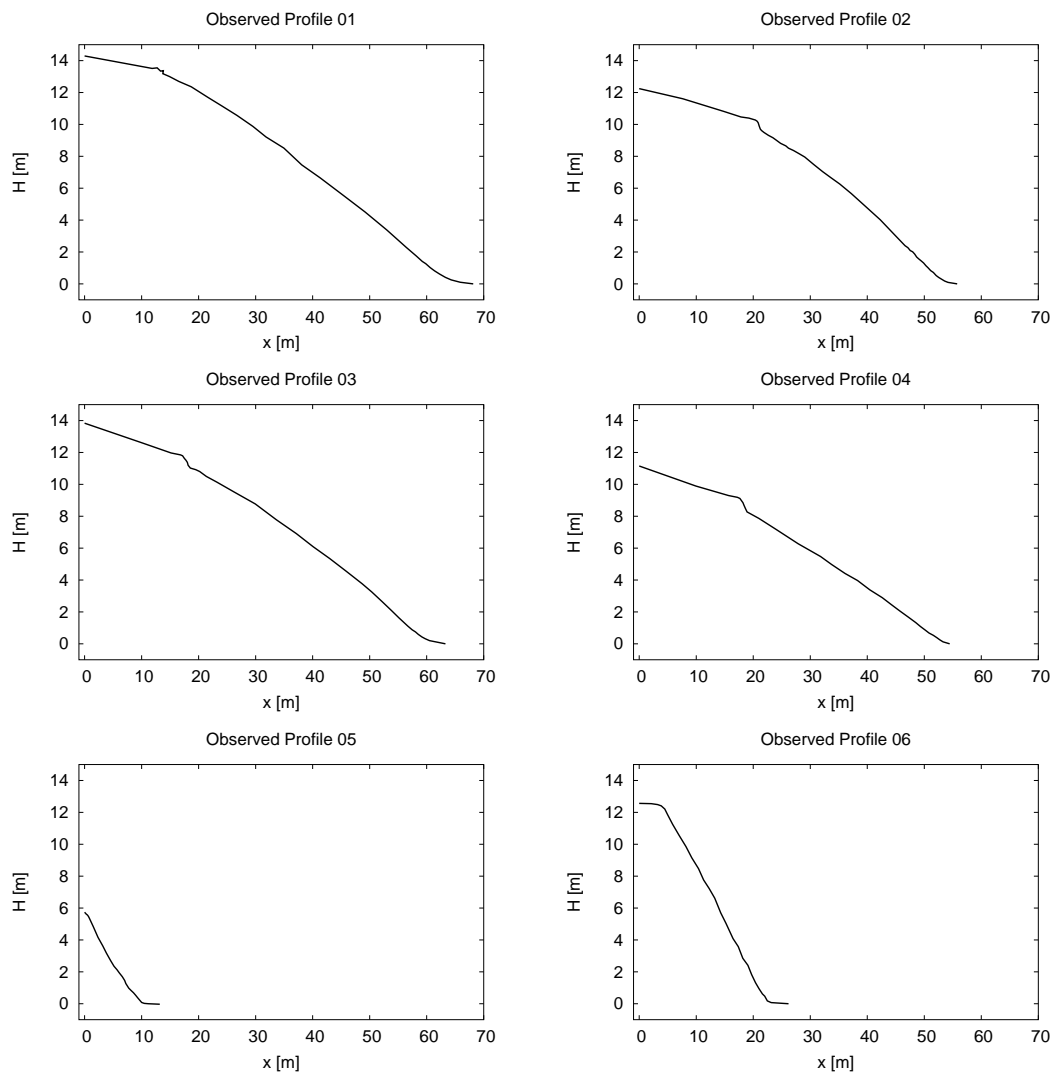 Observed Profile 01
14
12
10
8
6
4
2
0
H [m]
0 10 20 30 40 50 60 70
x [m]
Observed Profile 02
14
12
10
8
6
4
2
0
H [m]
0 10 20 30 40 50 60 70
x [m]
Observed Profile 03
14
12
10
8
6
4
2
0
H [m]
0 10 20 30 40 50 60 70
x [m]
Observed Profile 04
14
12
10
8
6
4
2
0
H [m]
0 10 20 30 40 50 60 70
x [m]
Observed Profile 05
14
12
10
8
6
4
2
0
H [m]
0 10 20 30 40 50 60 70
x [m]
Observed Profile 06
14
12
10
8
6
4
2
0
H [m]
0 10 20 30 40 50 60 70
x [m]